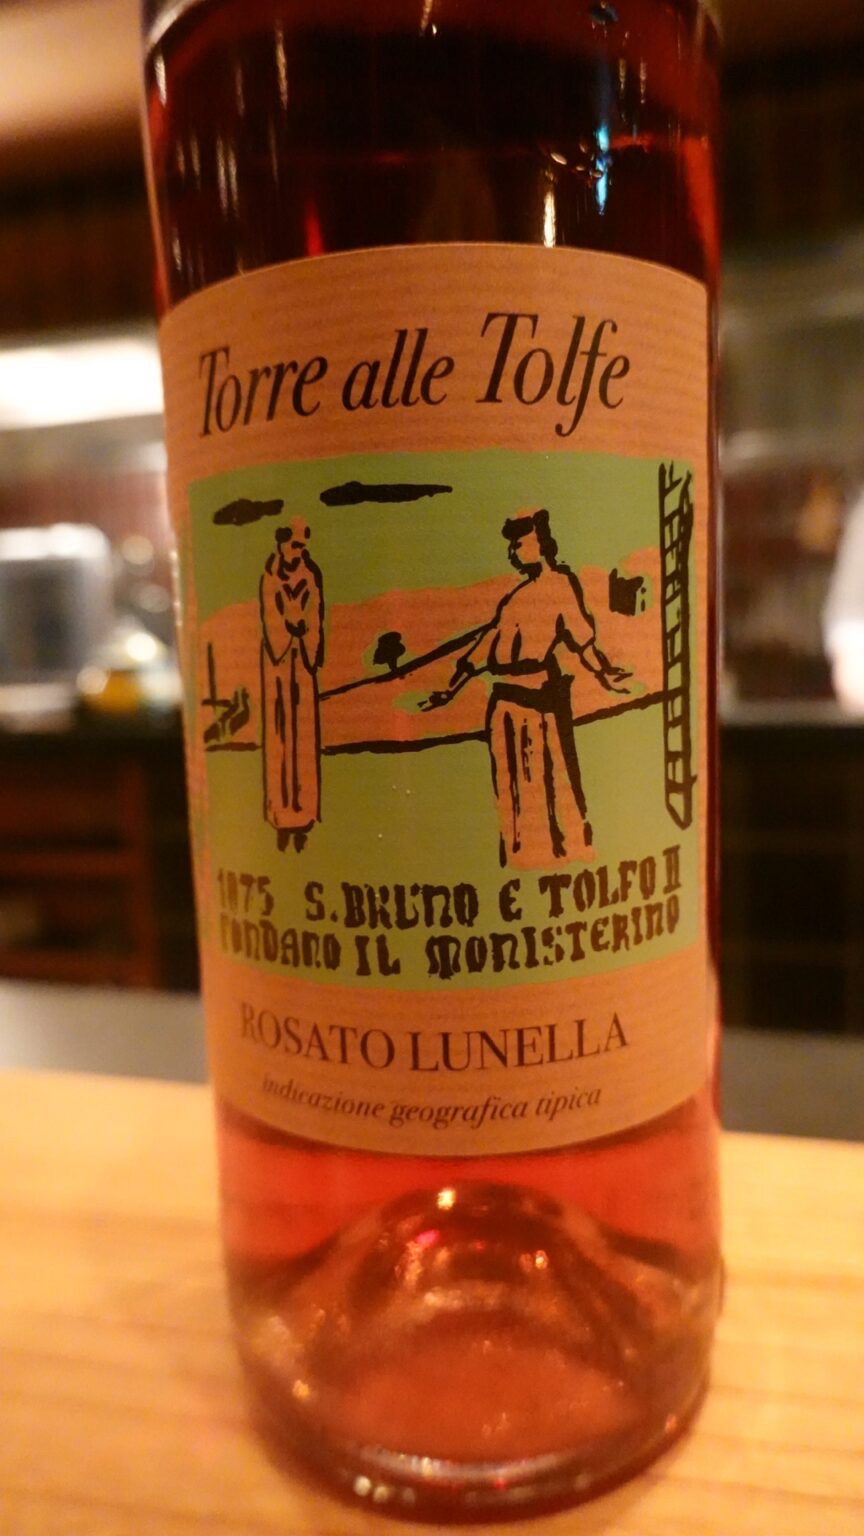 Torre alle Tolfe
1075 S.BRUNO E TOLFO II
FONDANO IL MONISTERINO
ROSATO LUNELLA
indicazione geografica tipica